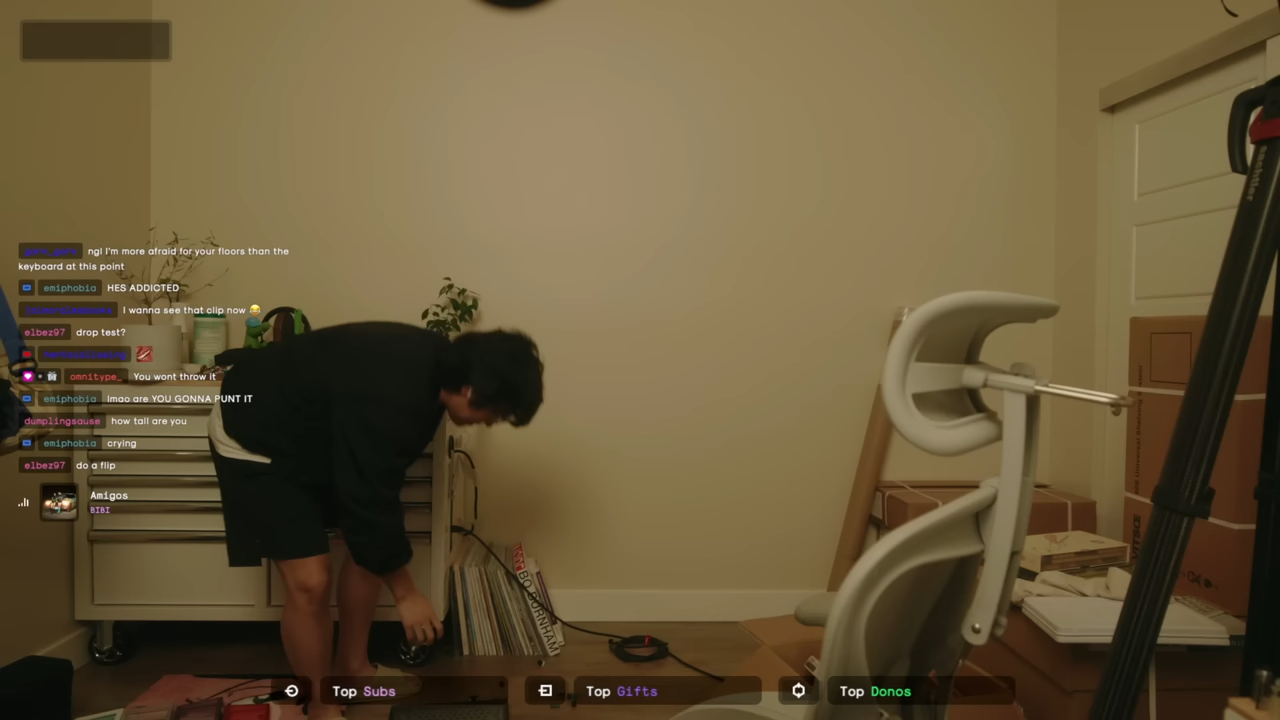 ngl I'm more afraid for your floors than the
keyboard at this point
emiphobia HES ADDICTED
I wanna see that clip now 😂
elbez97 drop test?
omnitype_ You wont throw it
emiphobia lmao are YOU GONNA PUNT IT
dumplingsause how tall are you
emiphobia crying
elbez97 do a flip
Amigos
BIBI
BO BURNHAM
sachtler
VITSŒ
Top Subs
Top Gifts
Top Donos